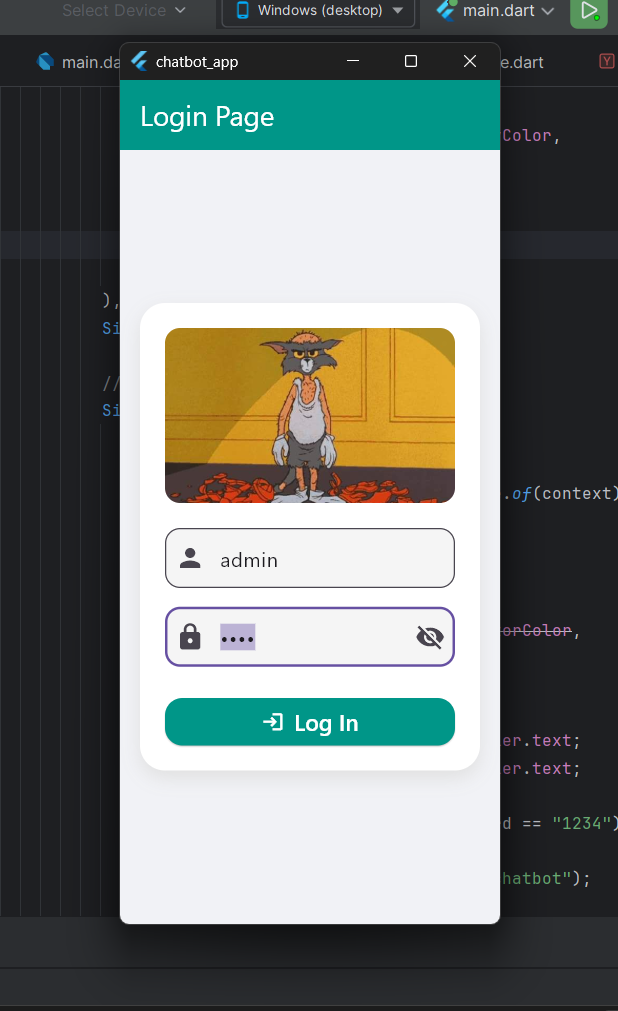 Select Device
Windows (desktop)
main.dart
main.da
e.dart
chatbot_app
Login Page
Color,
),
Si
//
Si
.of(context)
admin
••••
orColor,
Log In
er.text;
er.text;
d == "1234")
hatbot");